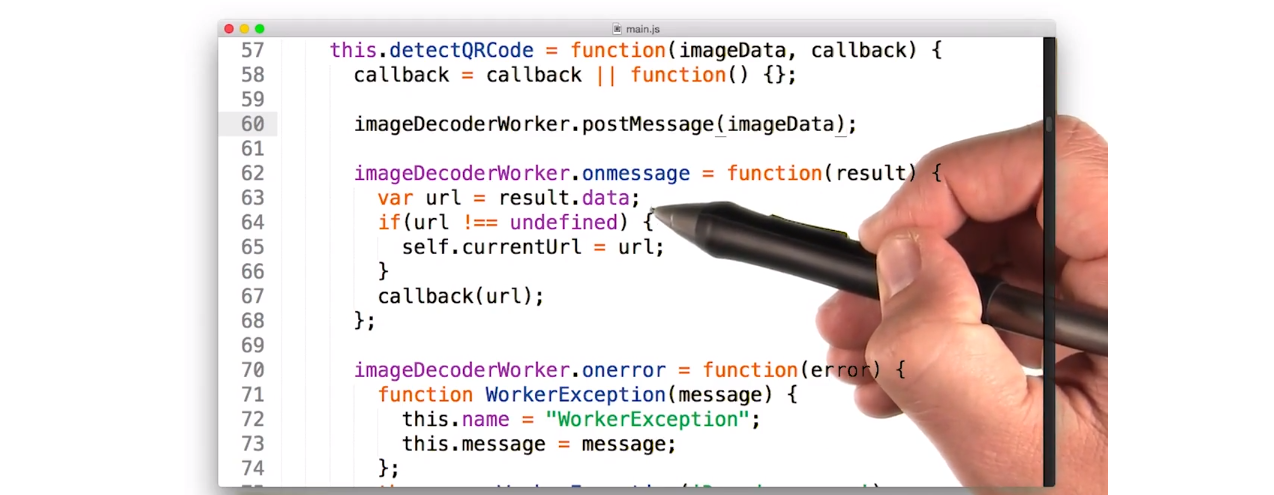 main.js
57 this.detectQRCode = function(imageData, callback) {
58 callback = callback || function() {};
59
60 imageDecoderWorker.postMessage(imageData);
61
62 imageDecoderWorker.onmessage = function(result) {
63 var url = result.data;
64 if(url !== undefined) {
65 self.currentUrl = url;
66 }
67 callback(url);
68 };
69
70 imageDecoderWorker.onerror = function(error) {
71 function WorkerException(message) {
72 this.name = "WorkerException";
73 this.message = message;
74 };